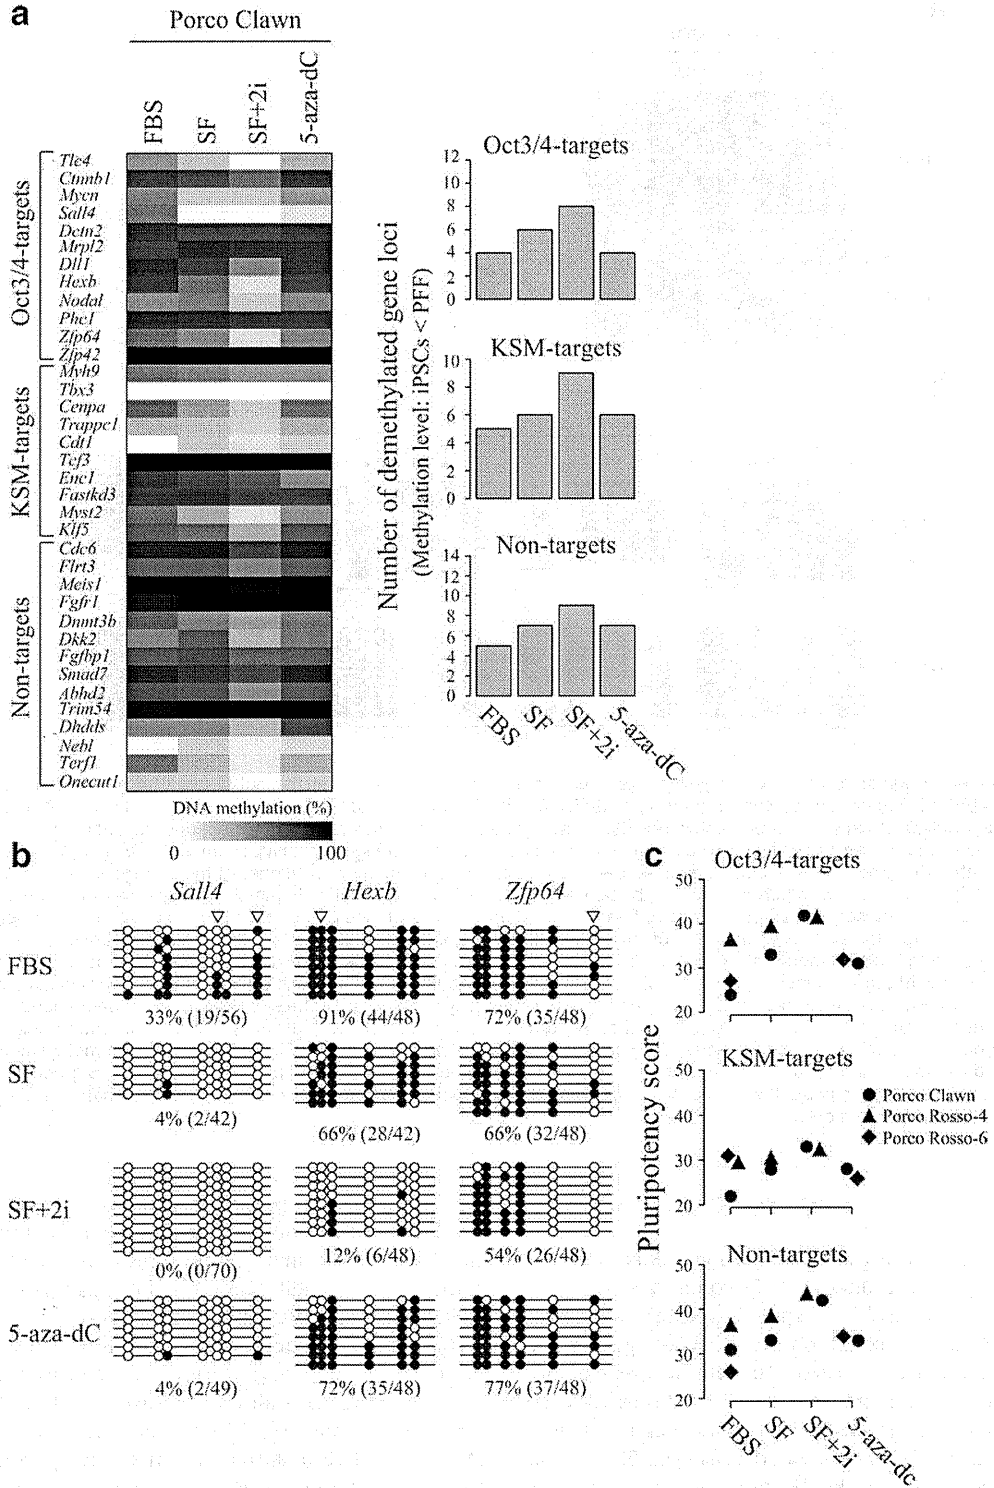 a
Porco Clawn
FBS
SF
SF+2i
5-aza-dC
Oct3/4-targets
Tle4
Ctnnb1
Mycn
Sall4
Dctn2
Mrpl2
Dll1
Hexb
Nodal
Phc1
Zfp64
Zfp42
KSM-targets
Myh9
Tbx3
Cenpa
Trappc1
Cdt1
Tef3
Enc1
Fastkd3
Myst2
Klf5
Non-targets
Cdc6
Flrt3
Meis1
Fgfr1
Dnmt3b
Dkk2
Fgfbp1
Smad7
Abhd2
Trim54
Dhdds
Nebl
Terf1
Onecut1
DNA methylation (%)
0 100
Number of demethylated gene loci
(Methylation level: iPSCs < PFF)
Oct3/4-targets
12
10
8
6
4
2
0
KSM-targets
10
8
6
4
2
0
Non-targets
14
12
10
8
6
4
2
0
FBS
SF
SF+2i
5-aza-dC
b
Sall4 Hexb Zfp64
FBS
33% (19/56) 91% (44/48) 72% (35/48)
SF
4% (2/42) 66% (28/42) 66% (32/48)
SF+2i
0% (0/70) 12% (6/48) 54% (26/48)
5-aza-dC
4% (2/49) 72% (35/48) 77% (37/48)
c
Pluripotency score
Oct3/4-targets
50
40
30
20
KSM-targets
50
40
30
20
Porco Clawn
Porco Rosso-4
Porco Rosso-6
Non-targets
50
40
30
20
FBS
SF
SF+2i
5-aza-dc